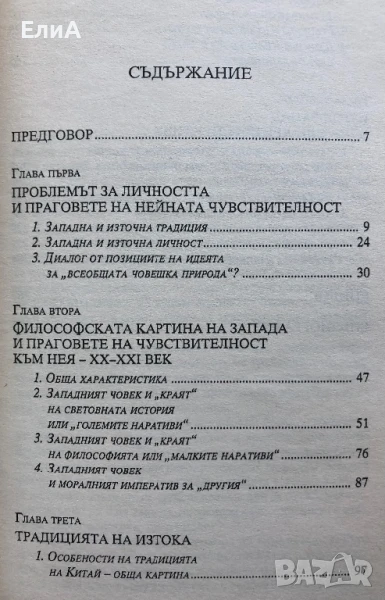 ЕлиА
СЪДЪРЖАНИЕ
ПРЕДГОВОР 7
ГЛАВА ПЪРВА
ПРОБЛЕМЪТ ЗА ЛИЧНОСТТА
И ПРАГОВЕТЕ НА НЕЙНАТА ЧУВСТВИТЕЛНОСТ
1. ЗАПАДНА И ИЗТОЧНА ТРАДИЦИЯ 9
2. ЗАПАДНА И ИЗТОЧНА ЛИЧНОСТ 24
3. ДИАЛОГ ОТ ПОЗИЦИИТЕ НА ИДЕЯТА
ЗА „ВСЕОБЩАТА ЧОВЕШКА ПРИРОДА“? 30
ГЛАВА ВТОРА
ФИЛОСОФСКАТА КАРТИНА НА ЗАПАДА
И ПРАГОВЕТЕ НА ЧУВСТВИТЕЛНОСТ
КЪМ НЕЯ – XX–XXI ВЕК
1. ОБЩА ХАРАКТЕРИСТИКА 47
2. ЗАПАДНИЯТ ЧОВЕК И „КРАЯТ“
НА СВЕТОВНАТА ИСТОРИЯ
ИЛИ „ГОЛЕМИТЕ НАРАТИВИ“ 51
3. ЗАПАДНИЯТ ЧОВЕК И „КРАЯТ“
НА ФИЛОСОФИЯТА ИЛИ „МАЛКИТЕ НАРАТИВИ“ 76
4. ЗАПАДНИЯТ ЧОВЕК
И МОРАЛНИЯТ ИМПЕРАТИВ ЗА „ДРУГИЯ“ 87
ГЛАВА ТРЕТА
ТРАДИЦИЯТА НА ИЗТОКА
1. ОСОБЕНОСТИ НА ТРАДИЦИЯТА
НА КИТАЙ – ОБЩА КАРТИНА 97
BAZAR